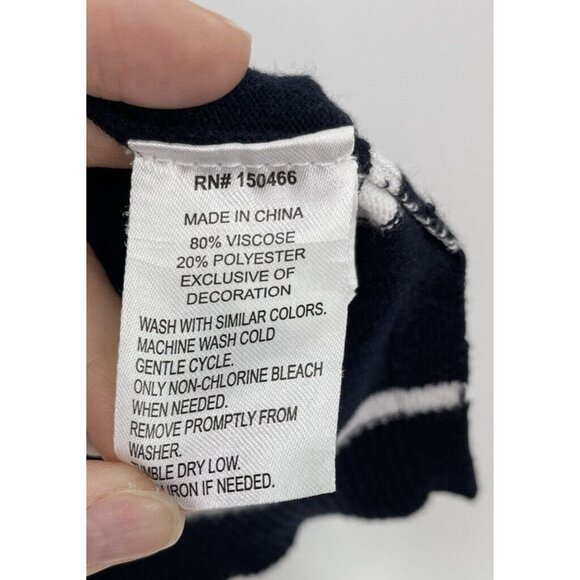 RN# 150466
MADE IN CHINA
80% VISCOSE
20% POLYESTER
EXCLUSIVE OF
DECORATION
WASH WITH SIMILAR COLORS.
MACHINE WASH COLD
GENTLE CYCLE.
ONLY NON-CHLORINE BLEACH
WHEN NEEDED.
REMOVE PROMPTLY FROM
WASHER.
TUMBLE DRY LOW.
IRON IF NEEDED.